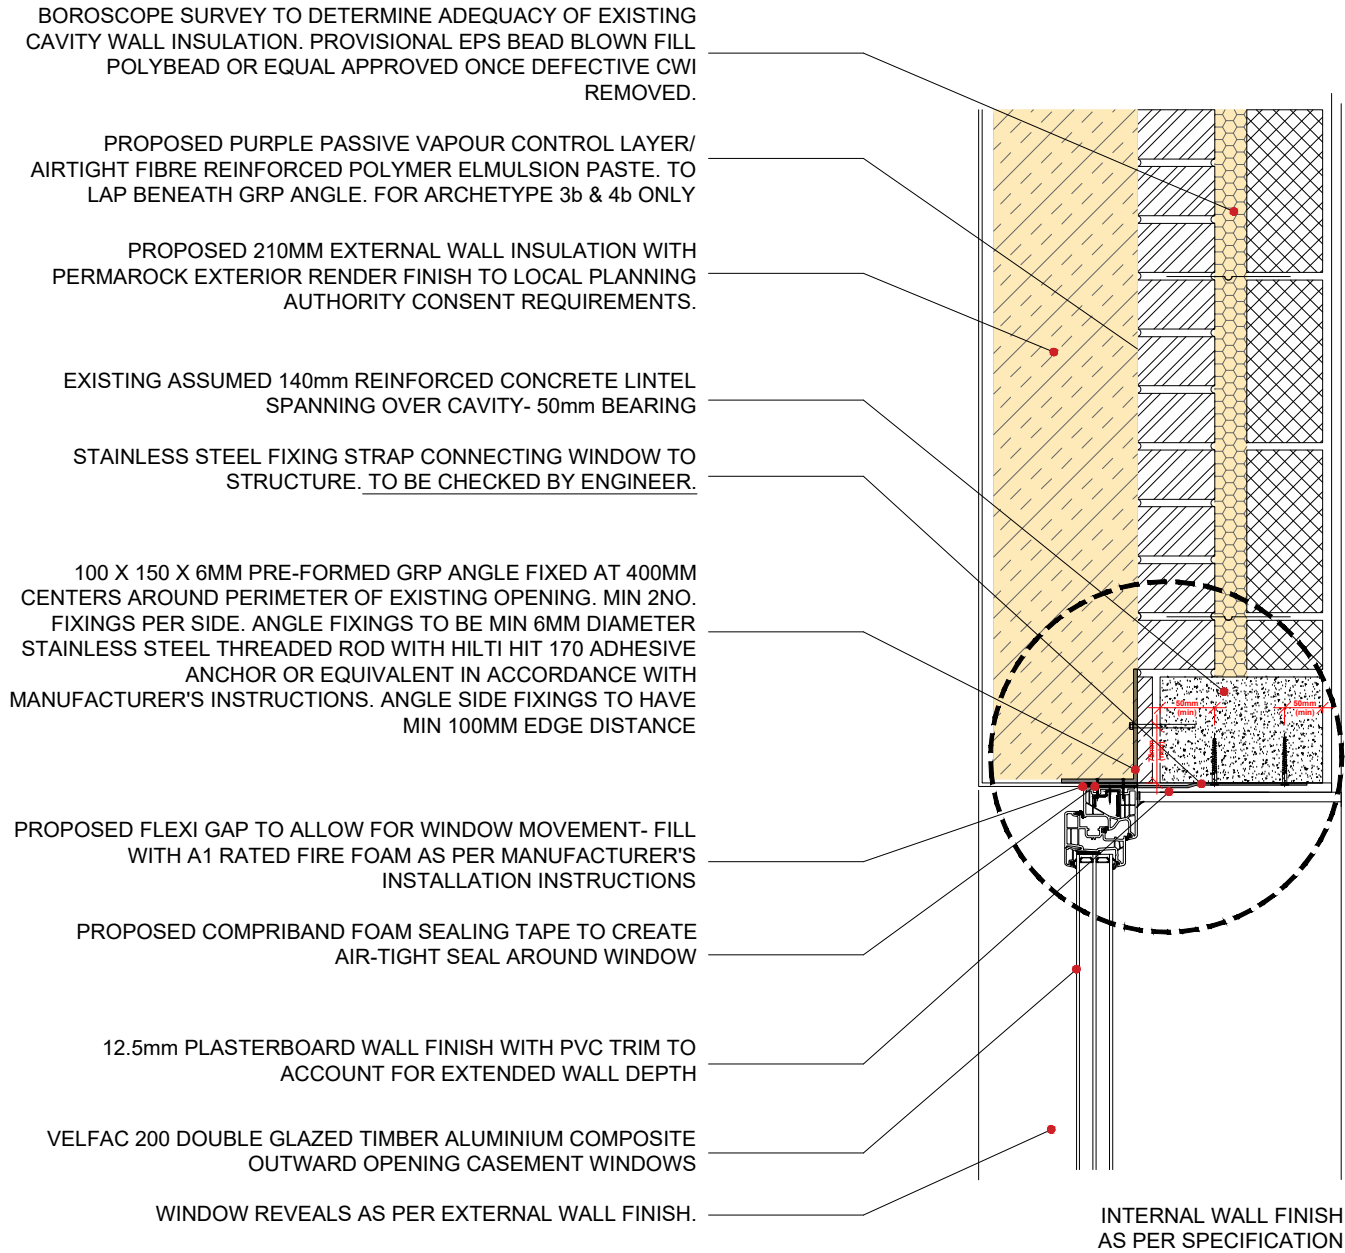 BOROSCOPE SURVEY TO DETERMINE ADEQUACY OF EXISTING
CAVITY WALL INSULATION. PROVISIONAL EPS BEAD BLOWN FILL
POLYBEAD OR EQUAL APPROVED ONCE DEFECTIVE CWI
REMOVED.
PROPOSED PURPLE PASSIVE VAPOUR CONTROL LAYER/
AIRTIGHT FIBRE REINFORCED POLYMER ELMULSION PASTE. TO
LAP BENEATH GRP ANGLE. FOR ARCHETYPE 3b & 4b ONLY
PROPOSED 210MM EXTERNAL WALL INSULATION WITH
PERMAROCK EXTERIOR RENDER FINISH TO LOCAL PLANNING
AUTHORITY CONSENT REQUIREMENTS.
EXISTING ASSUMED 140mm REINFORCED CONCRETE LINTEL
SPANNING OVER CAVITY- 50mm BEARING
STAINLESS STEEL FIXING STRAP CONNECTING WINDOW TO
STRUCTURE. TO BE CHECKED BY ENGINEER.
100 X 150 X 6MM PRE-FORMED GRP ANGLE FIXED AT 400MM
CENTERS AROUND PERIMETER OF EXISTING OPENING. MIN 2NO.
FIXINGS PER SIDE. ANGLE FIXINGS TO BE MIN 6MM DIAMETER
STAINLESS STEEL THREADED ROD WITH HILTI HIT 170 ADHESIVE
ANCHOR OR EQUIVALENT IN ACCORDANCE WITH
MANUFACTURER'S INSTRUCTIONS. ANGLE SIDE FIXINGS TO HAVE
MIN 100MM EDGE DISTANCE
50mm
(min)
50mm
(min)
PROPOSED FLEXI GAP TO ALLOW FOR WINDOW MOVEMENT- FILL
WITH A1 RATED FIRE FOAM AS PER MANUFACTURER'S
INSTALLATION INSTRUCTIONS
PROPOSED COMPRIBAND FOAM SEALING TAPE TO CREATE
AIR-TIGHT SEAL AROUND WINDOW
12.5mm PLASTERBOARD WALL FINISH WITH PVC TRIM TO
ACCOUNT FOR EXTENDED WALL DEPTH
VELFAC 200 DOUBLE GLAZED TIMBER ALUMINIUM COMPOSITE
OUTWARD OPENING CASEMENT WINDOWS
WINDOW REVEALS AS PER EXTERNAL WALL FINISH.
INTERNAL WALL FINISH
AS PER SPECIFICATION